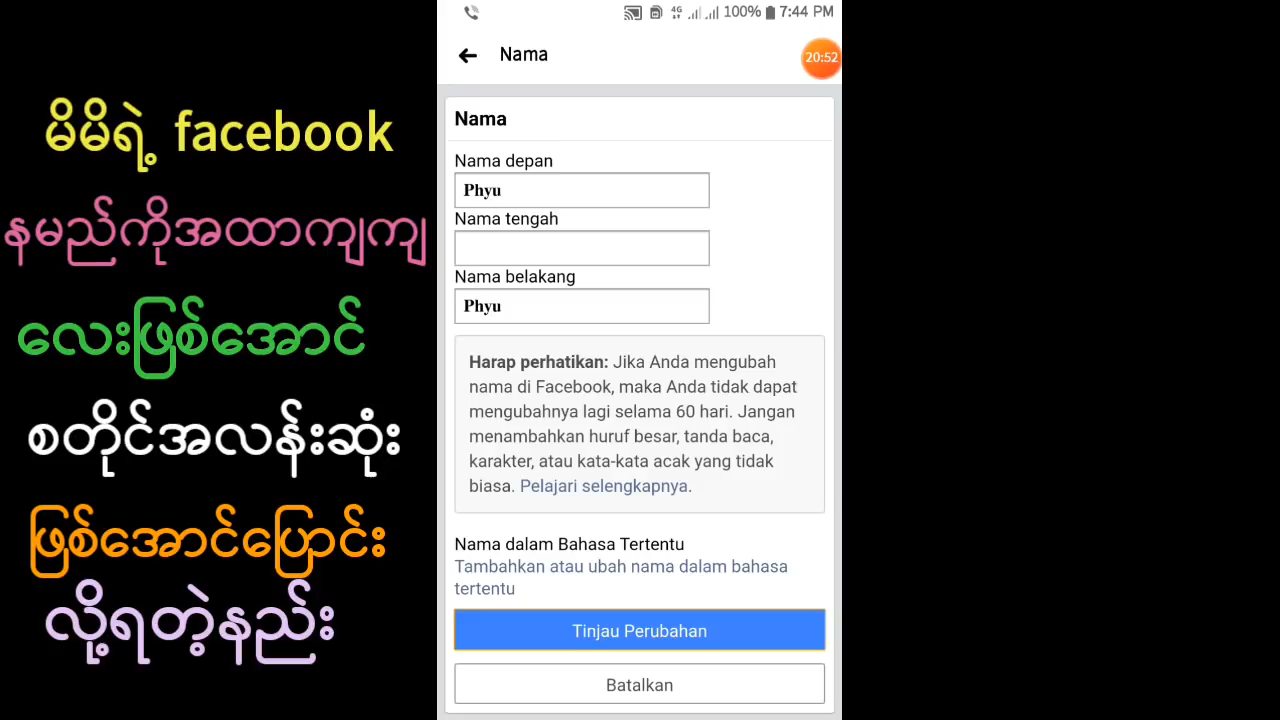 မိမိရဲ့ facebook
နမည်ကိုအထာကျကျ
လေးဖြစ်အောင်
စတိုင်အလန်းဆုံး
ဖြစ်အောင်ပြောင်း
လို့ရတဲ့နည်း
4G 100% 7:44 PM
Nama
20:52
Nama
Nama depan
Phyu
Nama tengah
Nama belakang
Phyu
Harap perhatikan: Jika Anda mengubah
nama di Facebook, maka Anda tidak dapat
mengubahnya lagi selama 60 hari. Jangan
menambahkan huruf besar, tanda baca,
karakter, atau kata-kata acak yang tidak
biasa. Pelajari selengkapnya.
Nama dalam Bahasa Tertentu
Tambahkan atau ubah nama dalam bahasa
tertentu
Tinjau Perubahan
Batalkan